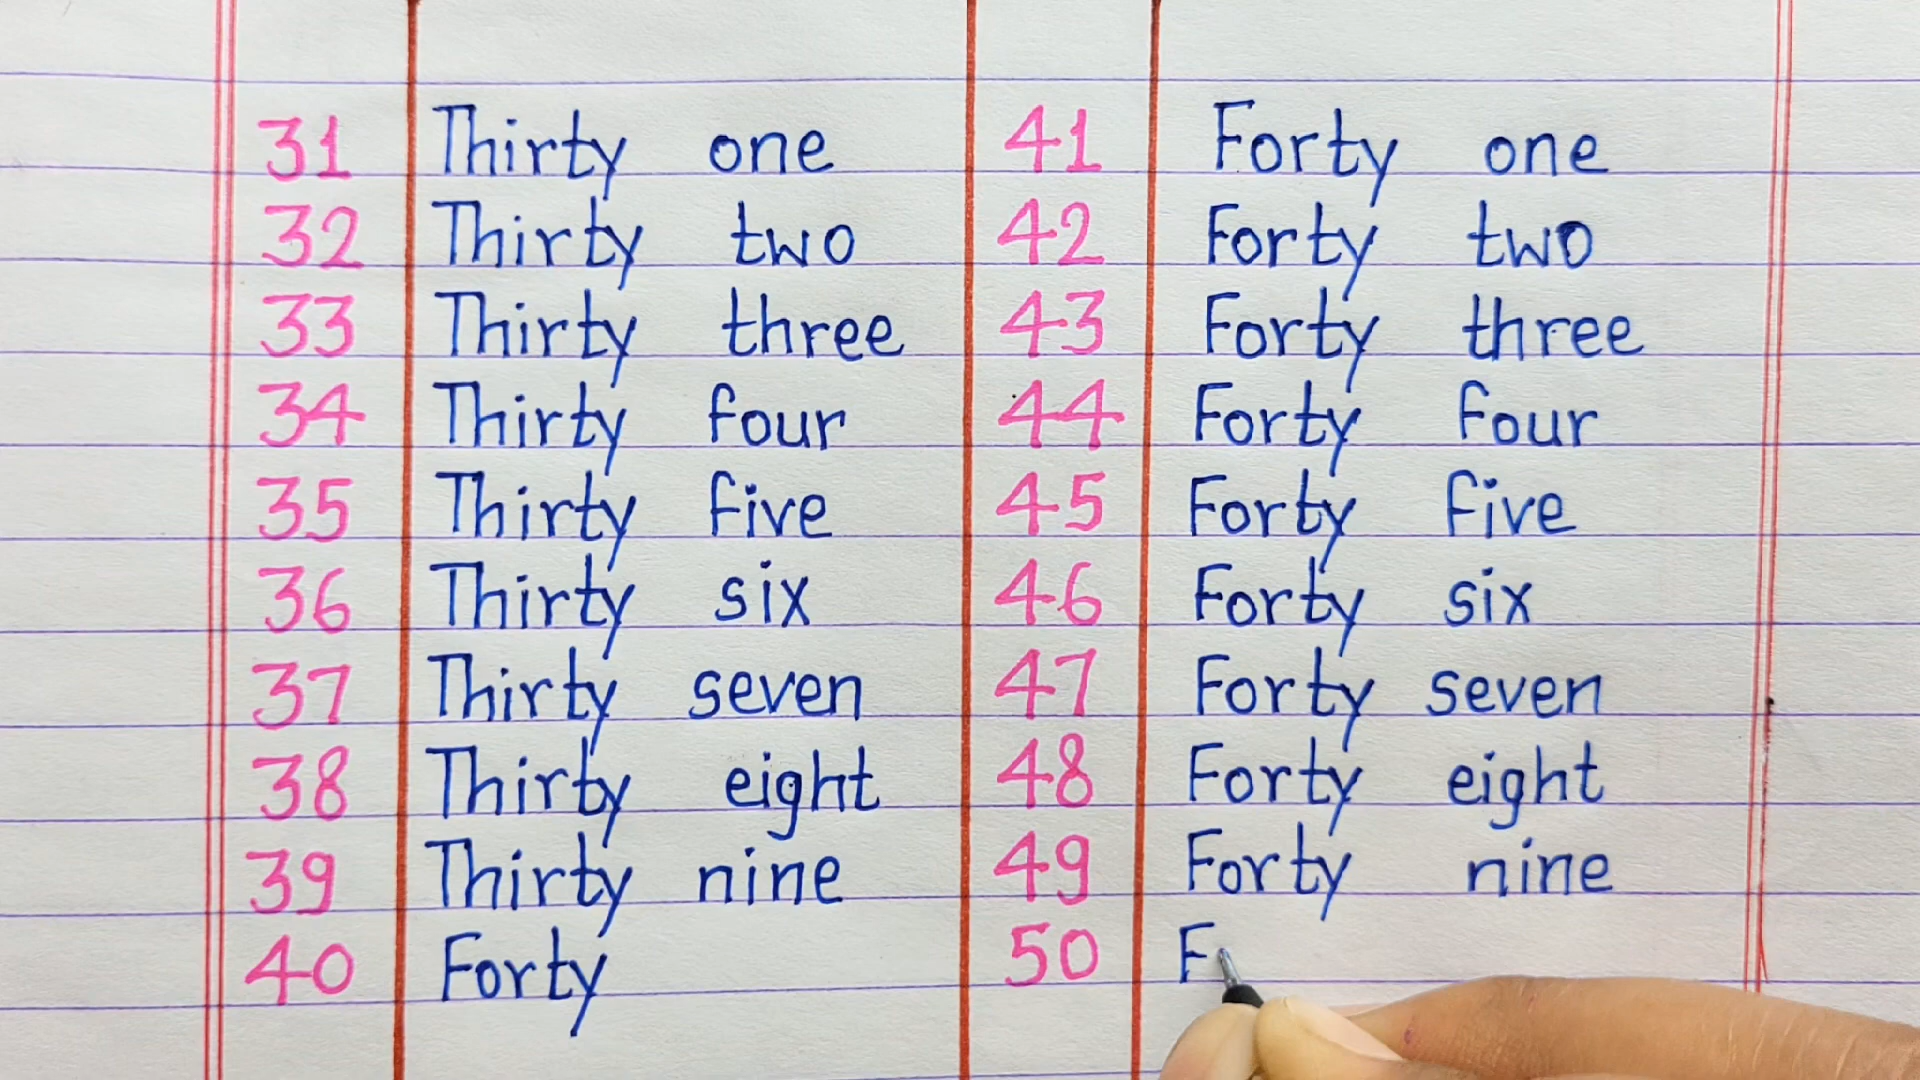 31 Thirty one 41 Forty one
32 Thirty two 42 Forty two
33 Thirty three 43 Forty three
34 Thirty four 44 Forty four
35 Thirty five 45 Forty five
36 Thirty six 46 Forty six
37 Thirty seven 47 Forty seven
38 Thirty eight 48 Forty eight
39 Thirty nine 49 Forty nine
40 Forty 50 F